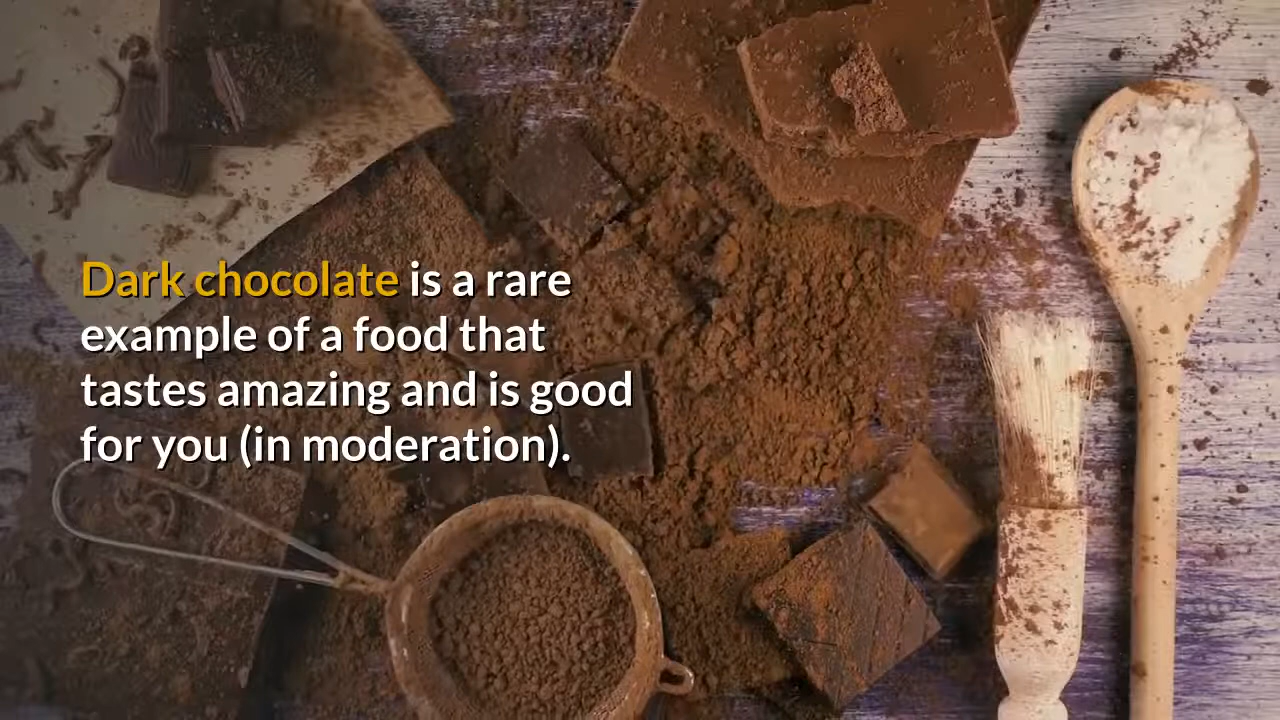 Dark chocolate is a rare
example of a food that
tastes amazing and is good
for you (in moderation).